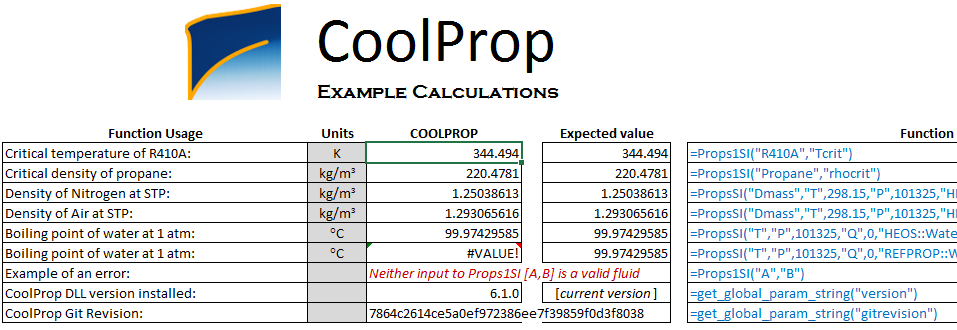 CoolProp
EXAMPLE CALCULATIONS
Function Usage Units COOLPROP Expected value Function
Critical temperature of R410A: K 344.494 344.494 =Props1SI("R410A","Tcrit")
Critical density of propane: kg/m³ 220.4781 220.4781 =Props1SI("Propane","rhocrit")
Density of Nitrogen at STP: kg/m³ 1.25038613 1.25038613 =PropsSI("Dmass","T",298.15,"P",101325,"HE
Density of Air at STP: kg/m³ 1.293065616 1.293065616 =PropsSI("Dmass","T",298.15,"P",101325,"HE
Boiling point of water at 1 atm: °C 99.97429585 99.97429585 =PropsSI("T","P",101325,"Q",0,"HEOS::Wate
Boiling point of water at 1 atm: °C #VALUE! 99.97429585 =PropsSI("T","P",101325,"Q",0,"REFPROP::W
Example of an error: Neither input to Props1SI [A,B] is a valid fluid =Props1SI("A","B")
CoolProp DLL version installed: 6.1.0 [current version ] =get_global_param_string("version")
CoolProp Git Revision: 7864c2614ce5a0ef972386ee7f39859f0d3f8038 =get_global_param_string("gitrevision")